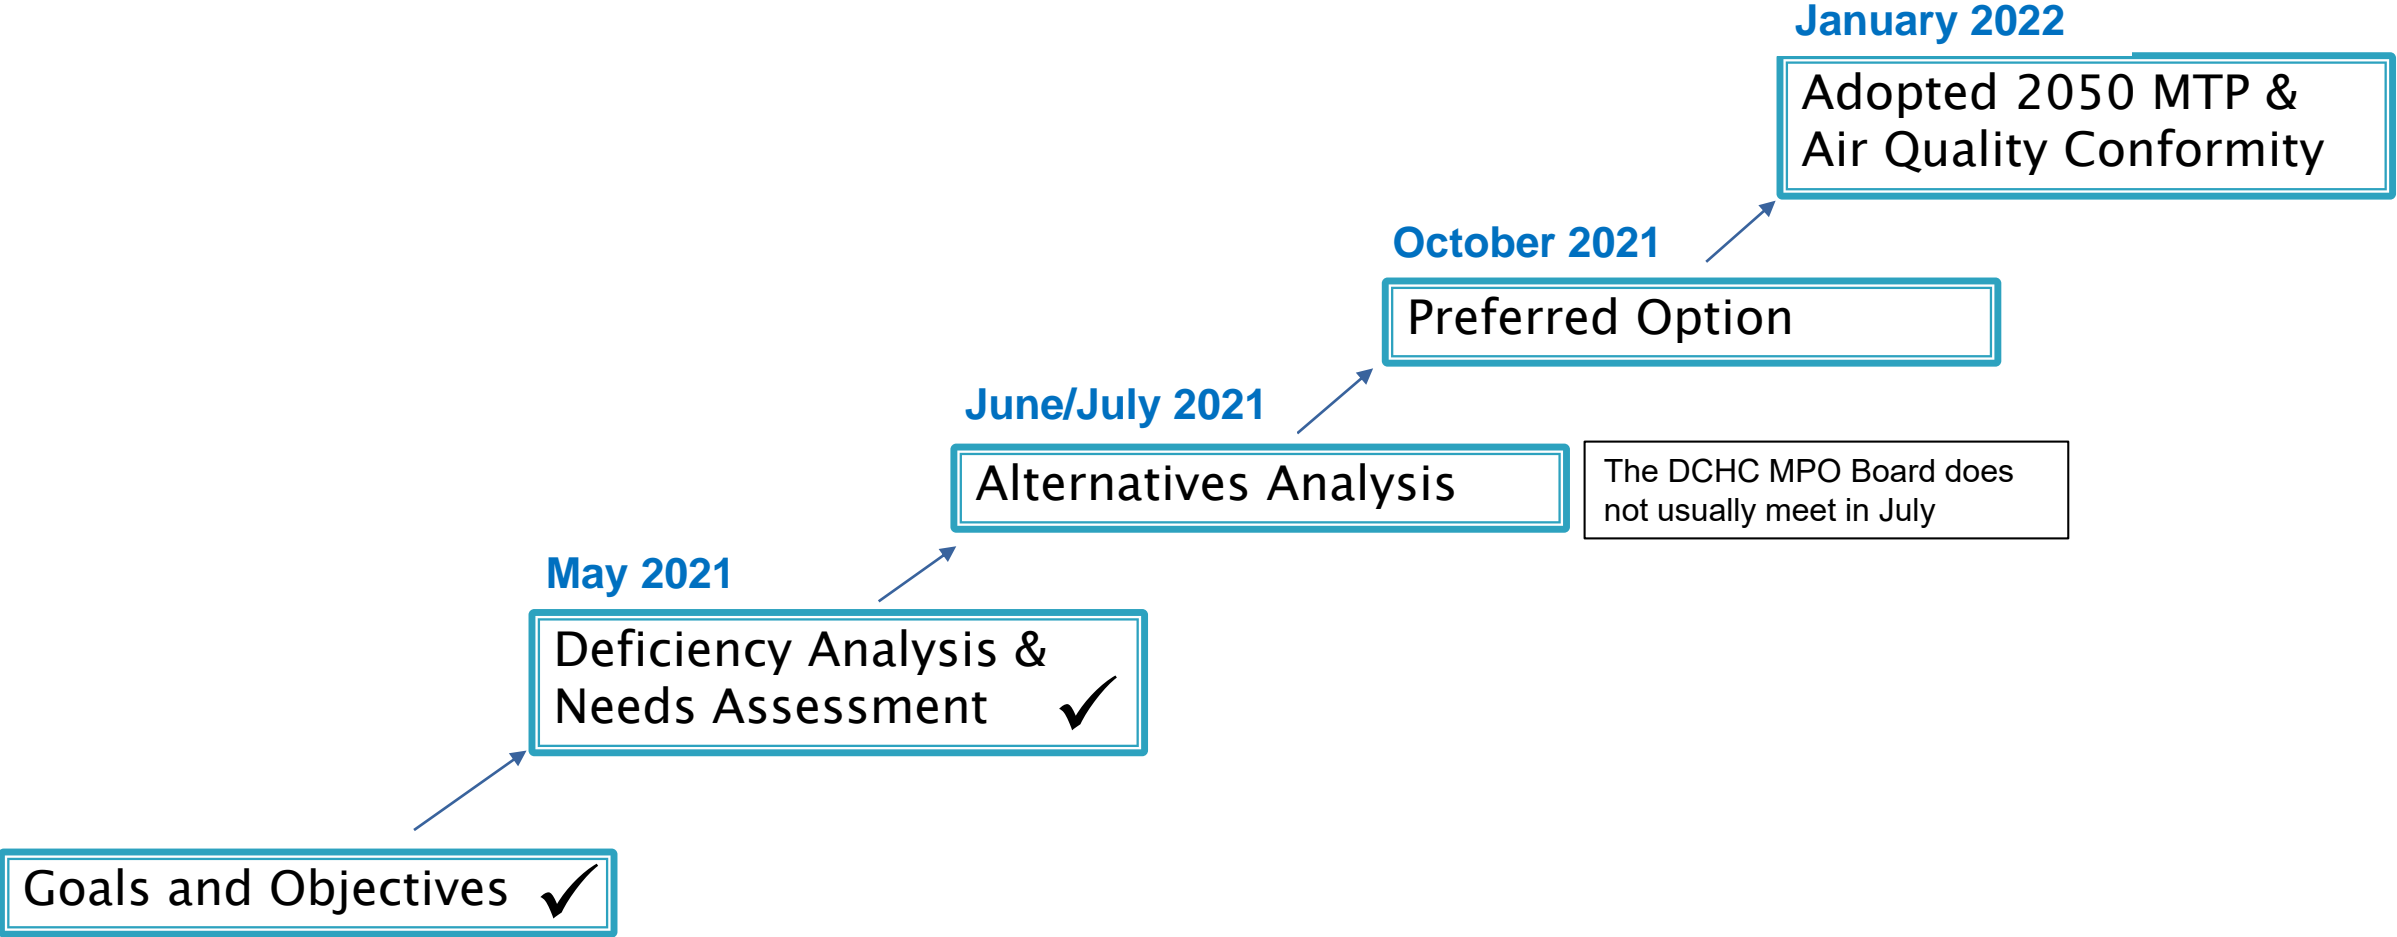 January 2022
Adopted 2050 MTP &
Air Quality Conformity
October 2021
Preferred Option
June/July 2021
Alternatives Analysis
The DCHC MPO Board does
not usually meet in July
May 2021
Deficiency Analysis &
Needs Assessment ✓
Goals and Objectives ✓